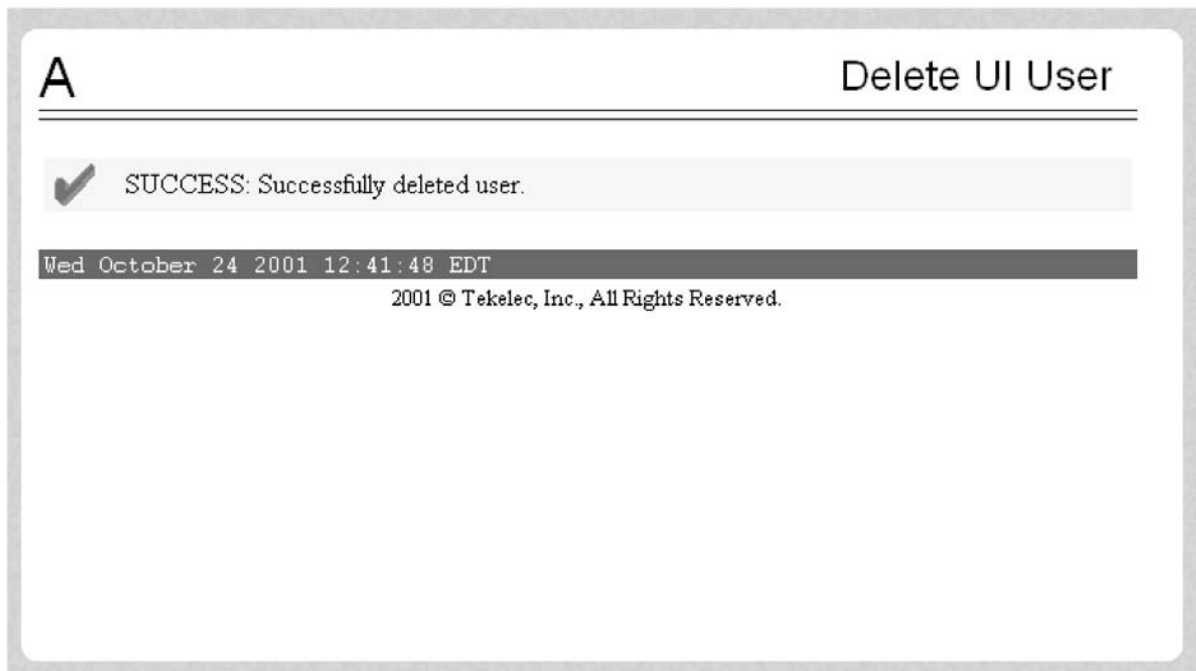 A
Delete UI User
SUCCESS: Successfully deleted user.
Wed October 24 2001 12:41:48 EDT
2001 © Tekelec, Inc., All Rights Reserved.